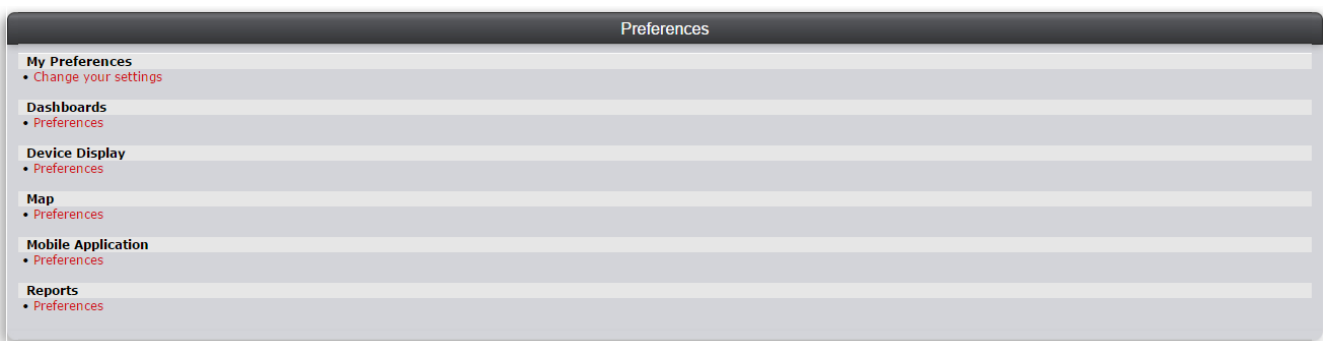 Preferences
My Preferences
• Change your settings
Dashboards
• Preferences
Device Display
• Preferences
Map
• Preferences
Mobile Application
• Preferences
Reports
• Preferences